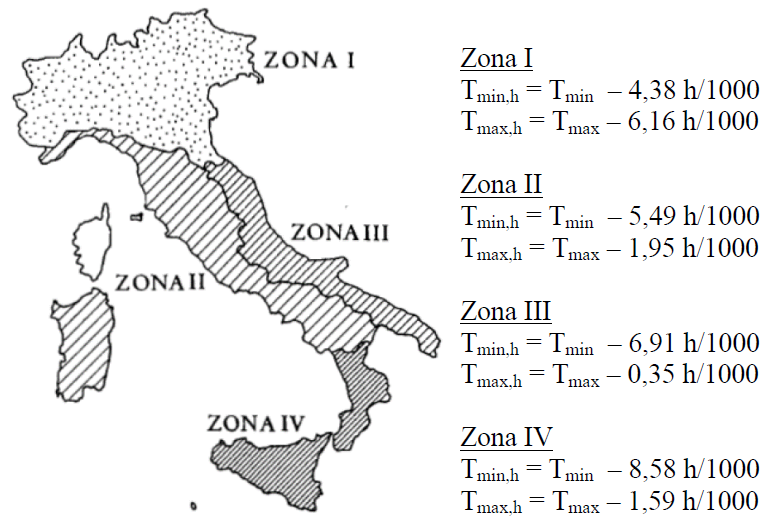 ZONA I
ZONA III
ZONA II
ZONA IV
Zona I
Tmin,h = Tmin – 4,38 h/1000
Tmax,h = Tmax – 6,16 h/1000
Zona II
Tmin,h = Tmin – 5,49 h/1000
Tmax,h = Tmax – 1,95 h/1000
Zona III
Tmin,h = Tmin – 6,91 h/1000
Tmax,h = Tmax – 0,35 h/1000
Zona IV
Tmin,h = Tmin – 8,58 h/1000
Tmax,h = Tmax – 1,59 h/1000